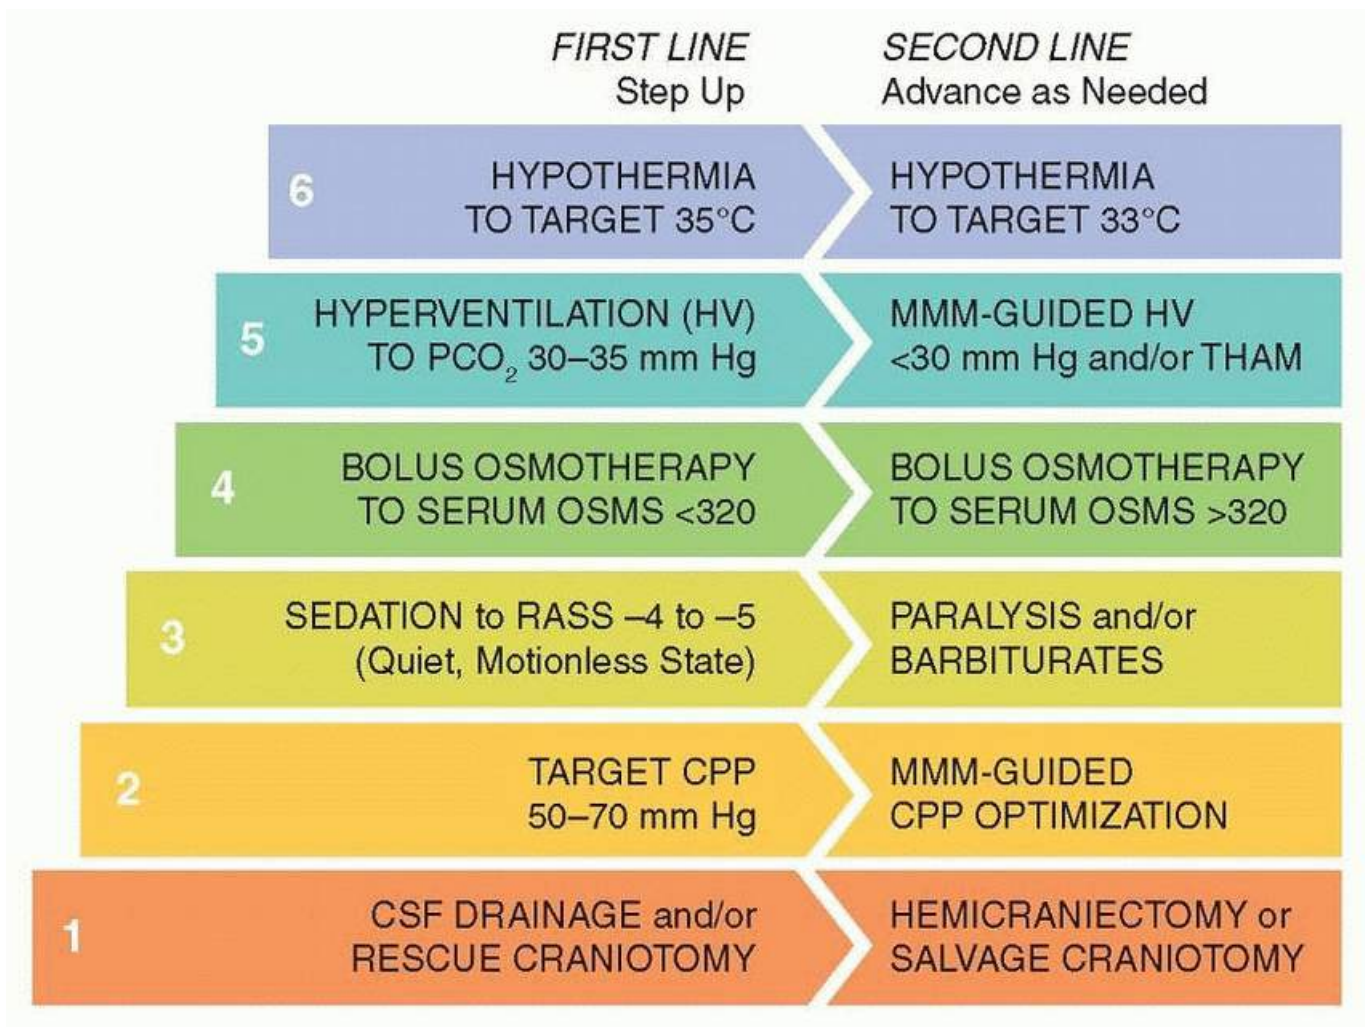 FIRST LINE
Step Up
SECOND LINE
Advance as Needed
6
HYPOTHERMIA
TO TARGET 35°C
HYPOTHERMIA
TO TARGET 33°C
5
HYPERVENTILATION (HV)
TO PCO₂ 30–35 mm Hg
MMM-GUIDED HV
<30 mm Hg and/or THAM
4
BOLUS OSMOTHERAPY
TO SERUM OSMS <320
BOLUS OSMOTHERAPY
TO SERUM OSMS >320
3
SEDATION to RASS –4 to –5
(Quiet, Motionless State)
PARALYSIS and/or
BARBITURATES
2
TARGET CPP
50–70 mm Hg
MMM-GUIDED
CPP OPTIMIZATION
1
CSF DRAINAGE and/or
RESCUE CRANIOTOMY
HEMICRANIECTOMY or
SALVAGE CRANIOTOMY